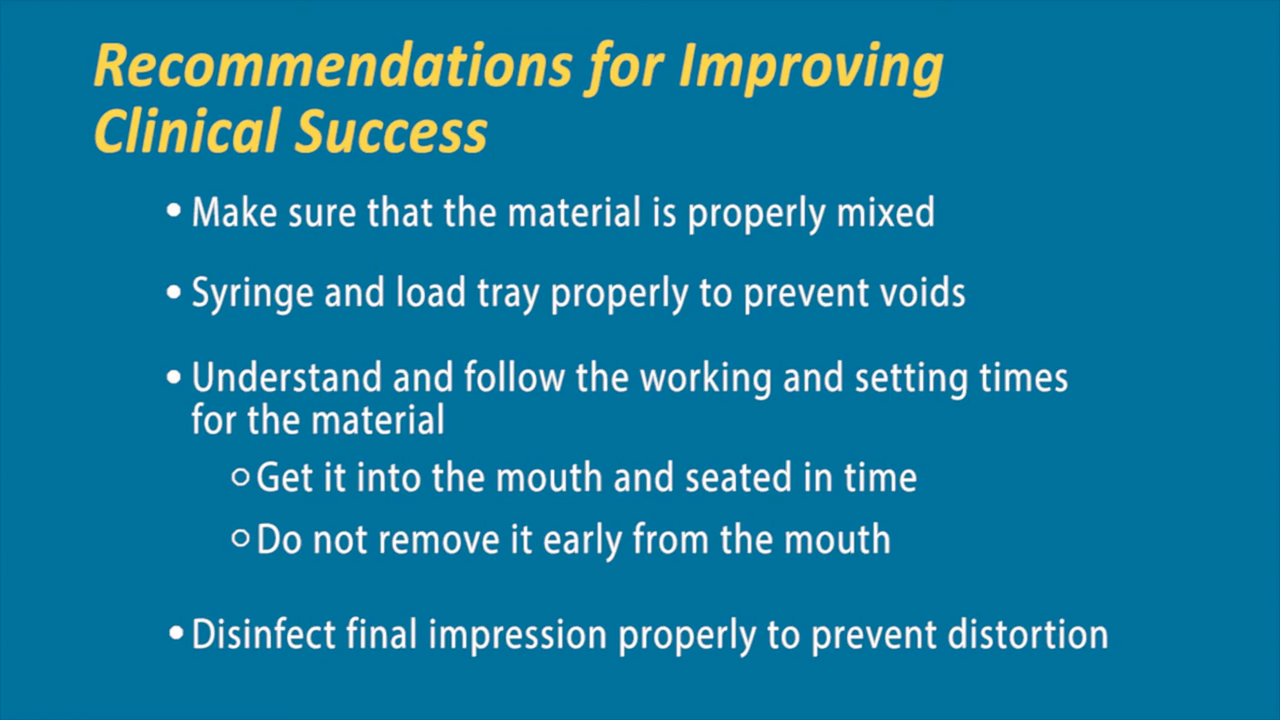 Recommendations for Improving
Clinical Success
• Make sure that the material is properly mixed
• Syringe and load tray properly to prevent voids
• Understand and follow the working and setting times
for the material
○ Get it into the mouth and seated in time
○ Do not remove it early from the mouth
• Disinfect final impression properly to prevent distortion